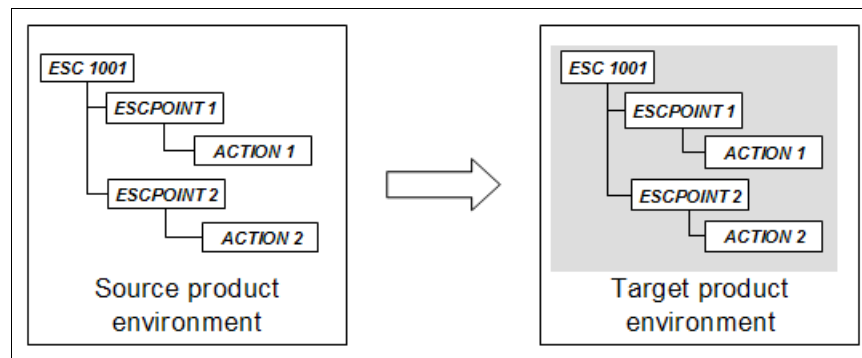 ESC 1001
ESCPOINT 1
ACTION 1
ESCPOINT 2
ACTION 2
Source product
environment
ESC 1001
ESCPOINT 1
ACTION 1
ESCPOINT 2
ACTION 2
Target product
environment